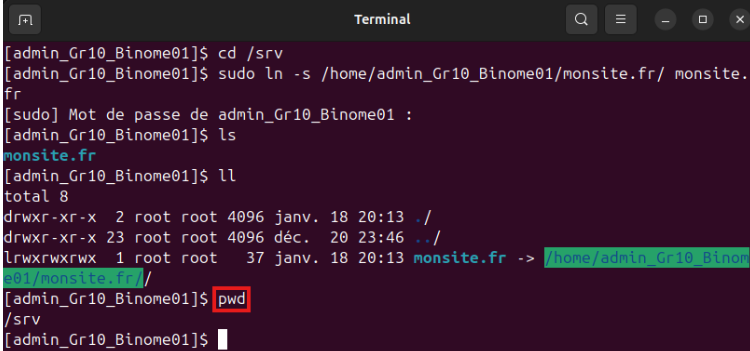 Terminal
[admin_Gr10_Binome01]$ cd /srv
[admin_Gr10_Binome01]$ sudo ln -s /home/admin_Gr10_Binome01/monsite.fr/ monsite.
fr
[sudo] Mot de passe de admin_Gr10_Binome01 :
[admin_Gr10_Binome01]$ ls
monsite.fr
[admin_Gr10_Binome01]$ ll
total 8
drwxr-xr-x  2 root root 4096 janv. 18 20:13 ./
drwxr-xr-x 23 root root 4096 déc.  20 23:46 ../
lrwxrwxrwx  1 root root   37 janv. 18 20:13 monsite.fr -> /home/admin_Gr10_Binom
e01/monsite.fr//
[admin_Gr10_Binome01]$ pwd
/srv
[admin_Gr10_Binome01]$